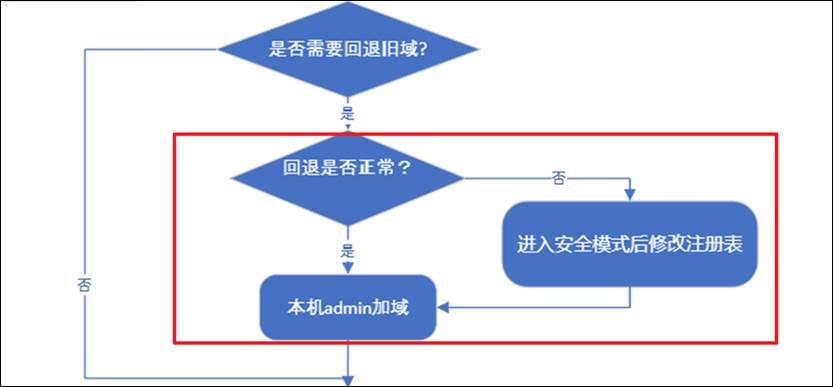 是否需要回退旧域?
是
回退是否正常？
否
进入安全模式后修改注册表
是
否
本机admin加域